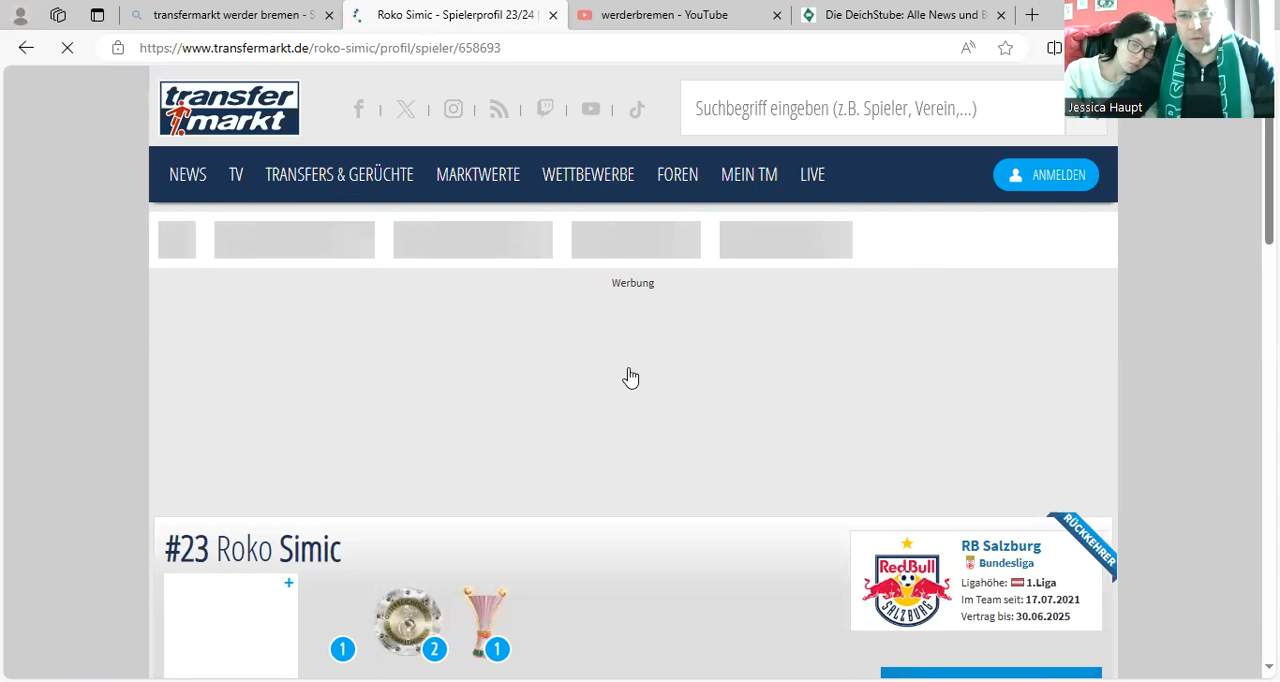 transfermarkt werder bremen - S
Roko Simic - Spielerprofil 23/24
werderbremen - YouTube
Die DeichStube: Alle News und B
https://www.transfermarkt.de/roko-simic/profil/spieler/658693
Jessica Haupt
transfer
markt
Suchbegriff eingeben (z.B. Spieler, Verein,...)
NEWS TV TRANSFERS & GERÜCHTE MARKTWERTE WETTBEWERBE FOREN MEIN TM LIVE ANMELDEN
Werbung
#23 Roko Simic
RÜCKKEHRER
RB Salzburg
Bundesliga
Ligahöhe: 1.Liga
Im Team seit: 17.07.2021
Vertrag bis: 30.06.2025
RedBull
SALZBURG
1 2 1